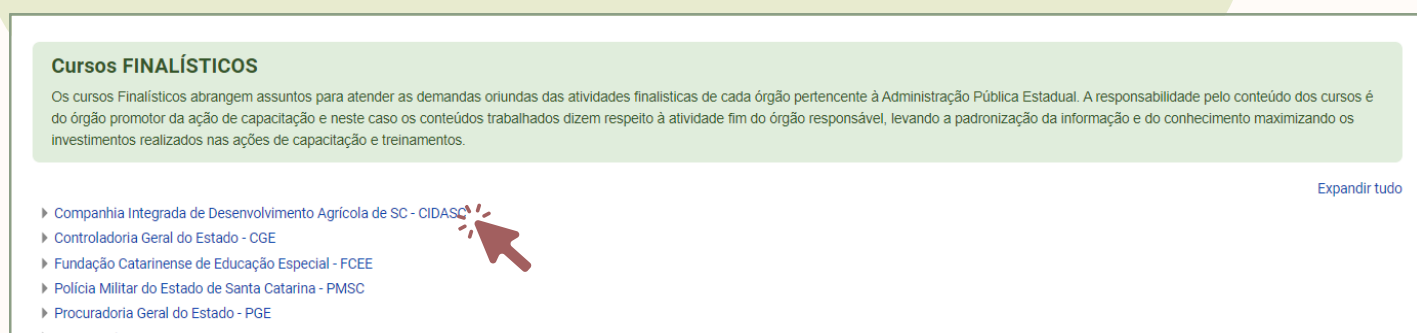 Cursos FINALÍSTICOS
Os cursos Finalísticos abrangem assuntos para atender as demandas oriundas das atividades finalisticas de cada órgão pertencente à Administração Pública Estadual. A responsabilidade pelo conteúdo dos cursos é
do órgão promotor da ação de capacitação e neste caso os conteúdos trabalhados dizem respeito à atividade fim do órgão responsável, levando a padronização da informação e do conhecimento maximizando os
investimentos realizados nas ações de capacitação e treinamentos.
Expandir tudo
Companhia Integrada de Desenvolvimento Agrícola de SC - CIDASC
Controladoria Geral do Estado - CGE
Fundação Catarinense de Educação Especial - FCEE
Polícia Militar do Estado de Santa Catarina - PMSC
Procuradoria Geral do Estado - PGE